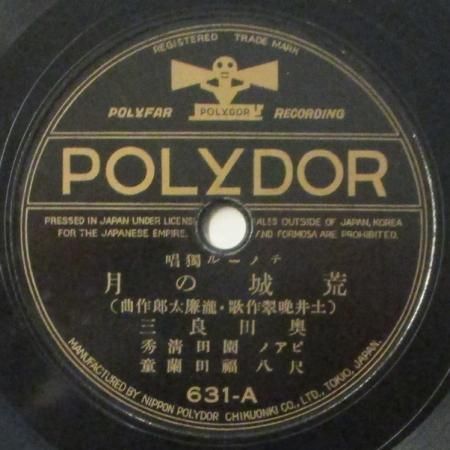 REGISTERED TRADE MARK
POLYDOR
POLYFAR RECORDING
POLYDOR
PRESSED IN JAPAN UNDER LICENS ALES OUTSIDE OF JAPAN, KOREA
FOR THE JAPANESE EMPIRE. AND FORMOSA ARE PROHIBITED.
テノール獨唱
荒城の月
(土井晩翠作歌・瀧廉太郎作曲)
奥田良三
ピアノ 園田清秀
尺八 福田蘭童
631-A
MANUFACTURED BY NIPPON POLYDOR CHIKUONKI CO., LTD., TOKIO, JAPAN.